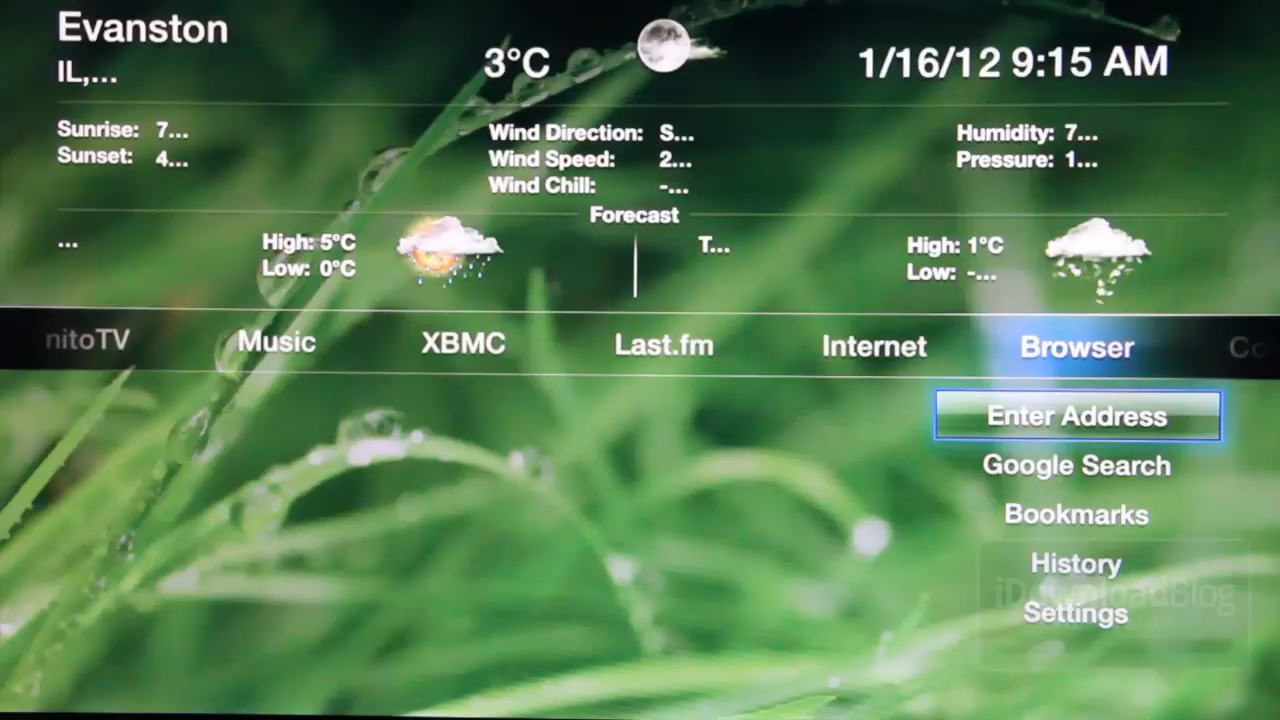 Evanston
IL,...
3°C
1/16/12 9:15 AM
Sunrise: 7...
Sunset: 4...
Wind Direction: S...
Wind Speed: 2...
Wind Chill: -...
Humidity: 7...
Pressure: 1...
Forecast
...
High: 5°C
Low: 0°C
T...
High: 1°C
Low: -...
nitoTV
Music
XBMC
Last.fm
Internet
Browser
Co
Enter Address
Google Search
Bookmarks
History
Settings
iDownloadBlog